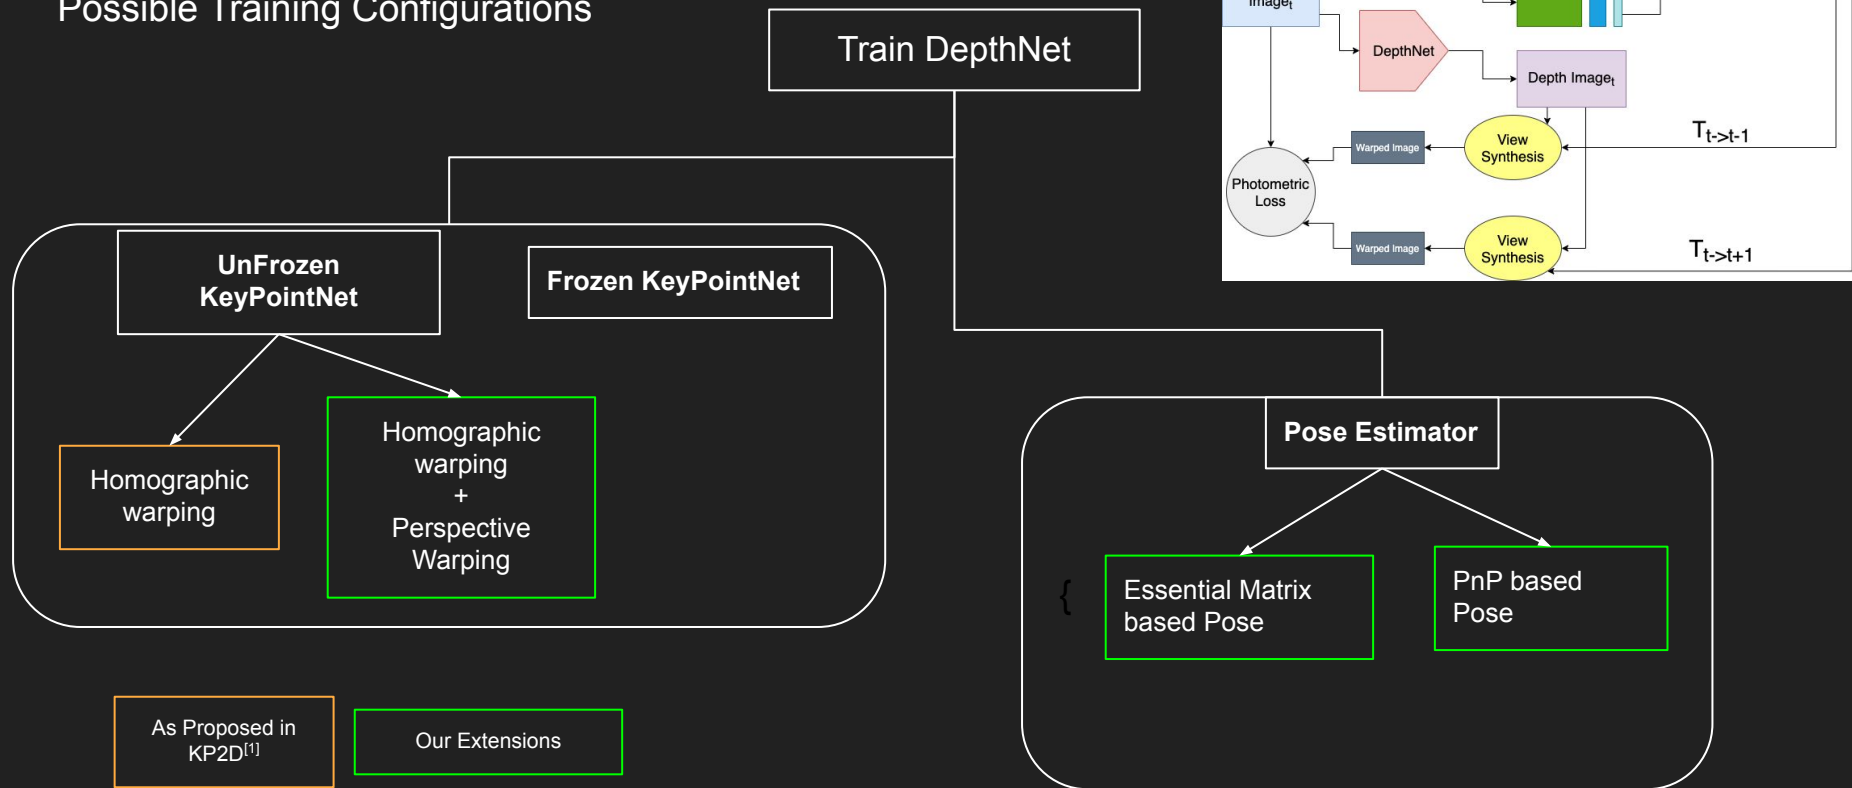 Possible Training Configurations
Train DepthNet
UnFrozen
KeyPointNet
Frozen KeyPointNet
Homographic
warping
Homographic
warping
+
Perspective
Warping
As Proposed in
KP2D[1]
Our Extensions
Image_t
DepthNet
Depth Image_t
Warped Image
View
Synthesis
T_t->t-1
Photometric
Loss
Warped Image
View
Synthesis
T_t->t+1
Pose Estimator
{
Essential Matrix
based Pose
PnP based
Pose